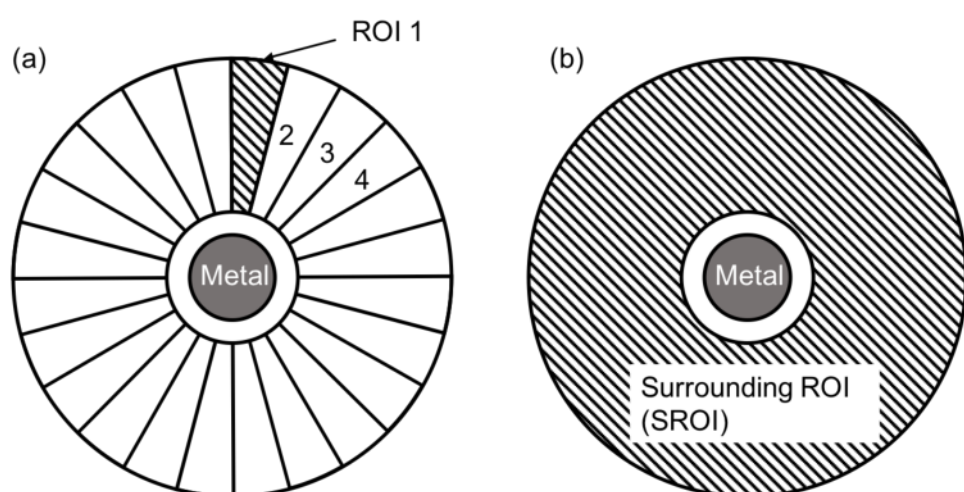 ROI 1
(a)
2
3
4
Metal
(b)
Metal
Surrounding ROI
(SROI)